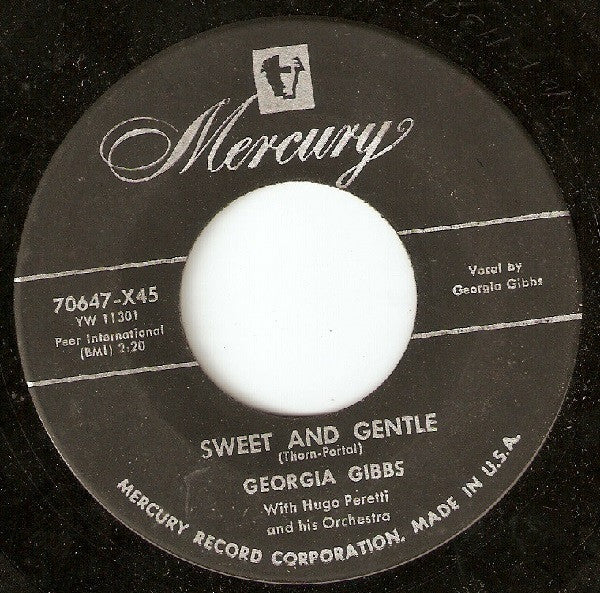 Mercury
70647-X45
YW 11301
Peer International
(BMI) 2:20
Vocal by
Georgia Gibbs
SWEET AND GENTLE
(Thorn-Portal)
GEORGIA GIBBS
With Hugo Peretti
and his Orchestra
MERCURY RECORD CORPORATION, MADE IN U.S.A.